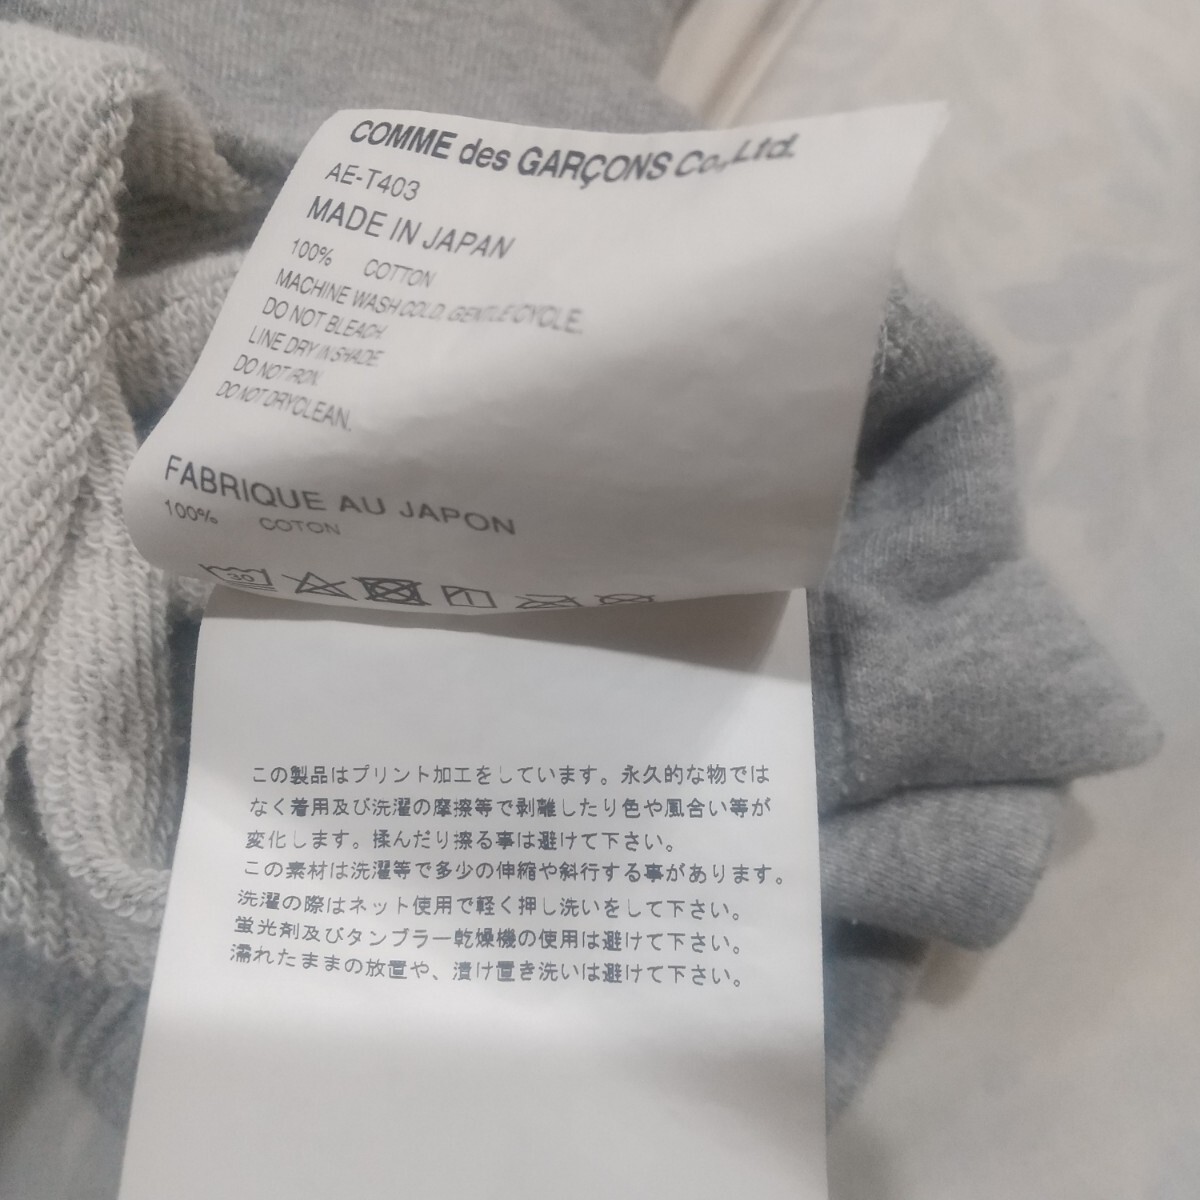 COMME des GARÇONS Co.,Ltd.
AE-T403
MADE IN JAPAN
100% COTTON
MACHINE WASH COLD, GENTLE CYCLE.
DO NOT BLEACH.
LINE DRY IN SHADE
DO NOT IRON.
DO NOT DRYCLEAN.
FABRIQUE AU JAPON
100% COTON
30
この製品はプリント加工をしています。永久的な物では
なく着用及び洗濯の摩擦等で剥離したり色や風合い等が
変化します。揉んだり擦る事は避けて下さい。
この素材は洗濯等で多少の伸縮や斜行する事があります。
洗濯の際はネット使用で軽く押し洗いをして下さい。
蛍光剤及びタンブラー乾燥機の使用は避けて下さい。
濡れたままの放置や、漬け置き洗いは避けて下さい。